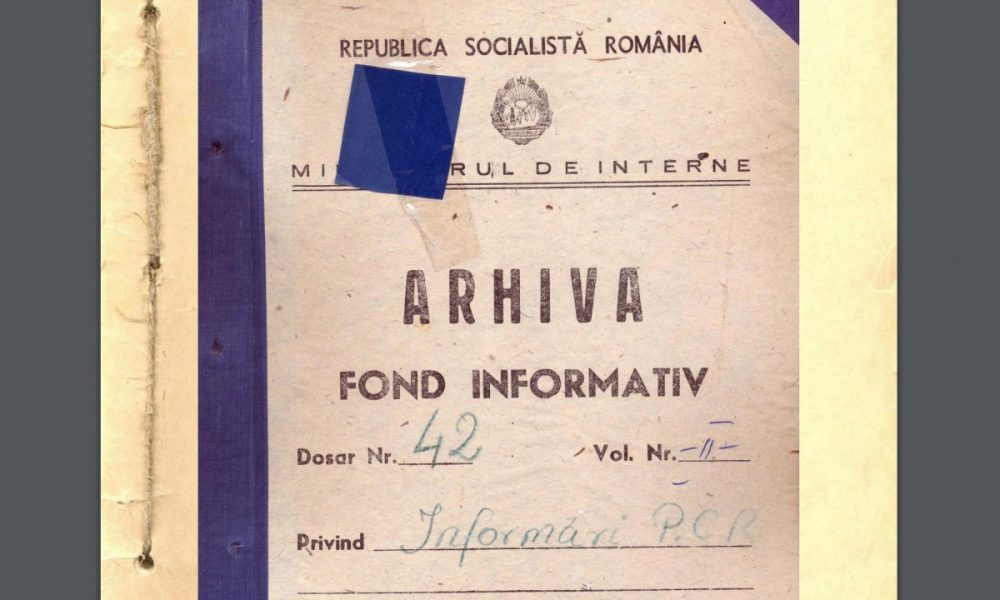 REPUBLICA SOCIALISTĂ ROMÂNIA
MI RUL DE INTERNE
ARHIVA
FOND INFORMATIV
Dosar Nr. 42 Vol. Nr. -II-
Privind Informări P.C.R